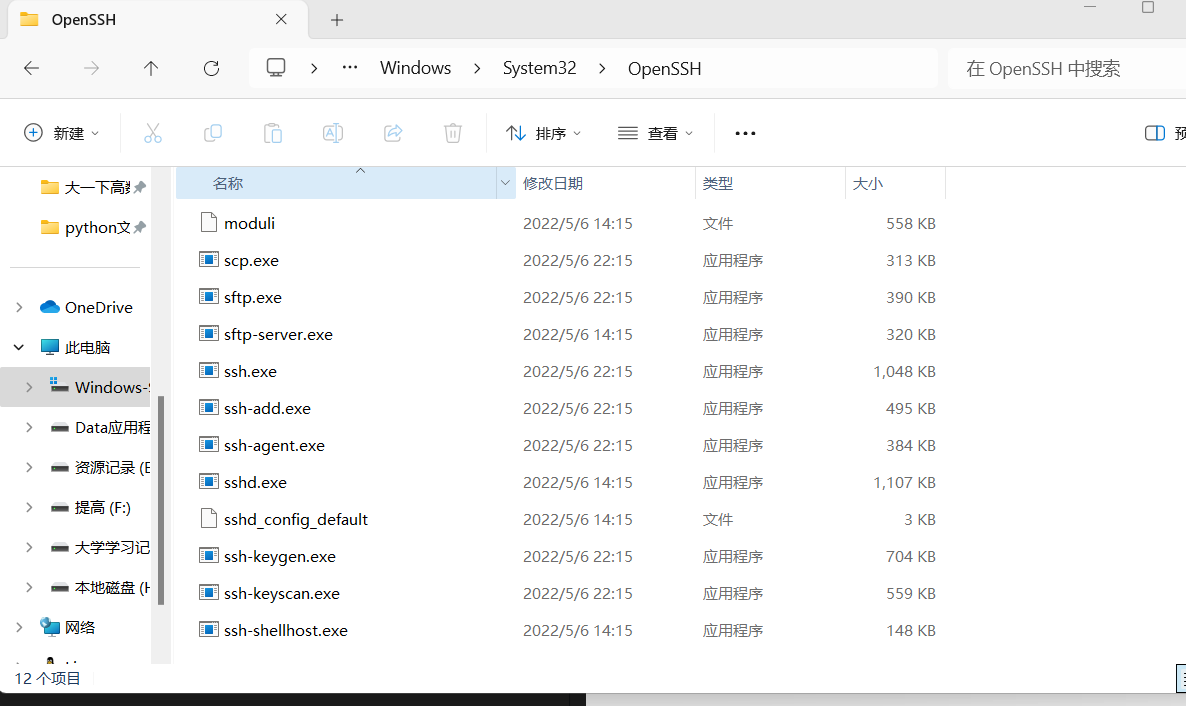 OpenSSH
Windows System32 OpenSSH
在 OpenSSH 中搜索
新建 排序 查看
名称 修改日期 类型 大小
moduli 2022/5/6 14:15 文件 558 KB
scp.exe 2022/5/6 22:15 应用程序 313 KB
sftp.exe 2022/5/6 22:15 应用程序 390 KB
sftp-server.exe 2022/5/6 14:15 应用程序 320 KB
ssh.exe 2022/5/6 22:15 应用程序 1,048 KB
ssh-add.exe 2022/5/6 22:15 应用程序 495 KB
ssh-agent.exe 2022/5/6 22:15 应用程序 384 KB
sshd.exe 2022/5/6 14:15 应用程序 1,107 KB
sshd_config_default 2022/5/6 14:15 文件 3 KB
ssh-keygen.exe 2022/5/6 22:15 应用程序 704 KB
ssh-keyscan.exe 2022/5/6 22:15 应用程序 559 KB
ssh-shellhost.exe 2022/5/6 14:15 应用程序 148 KB
大一下高
python文
OneDrive
此电脑
Windows-
Data应用程
资源记录 (E
提高 (F:)
大学学习记
本地磁盘 (H
网络
12 个项目